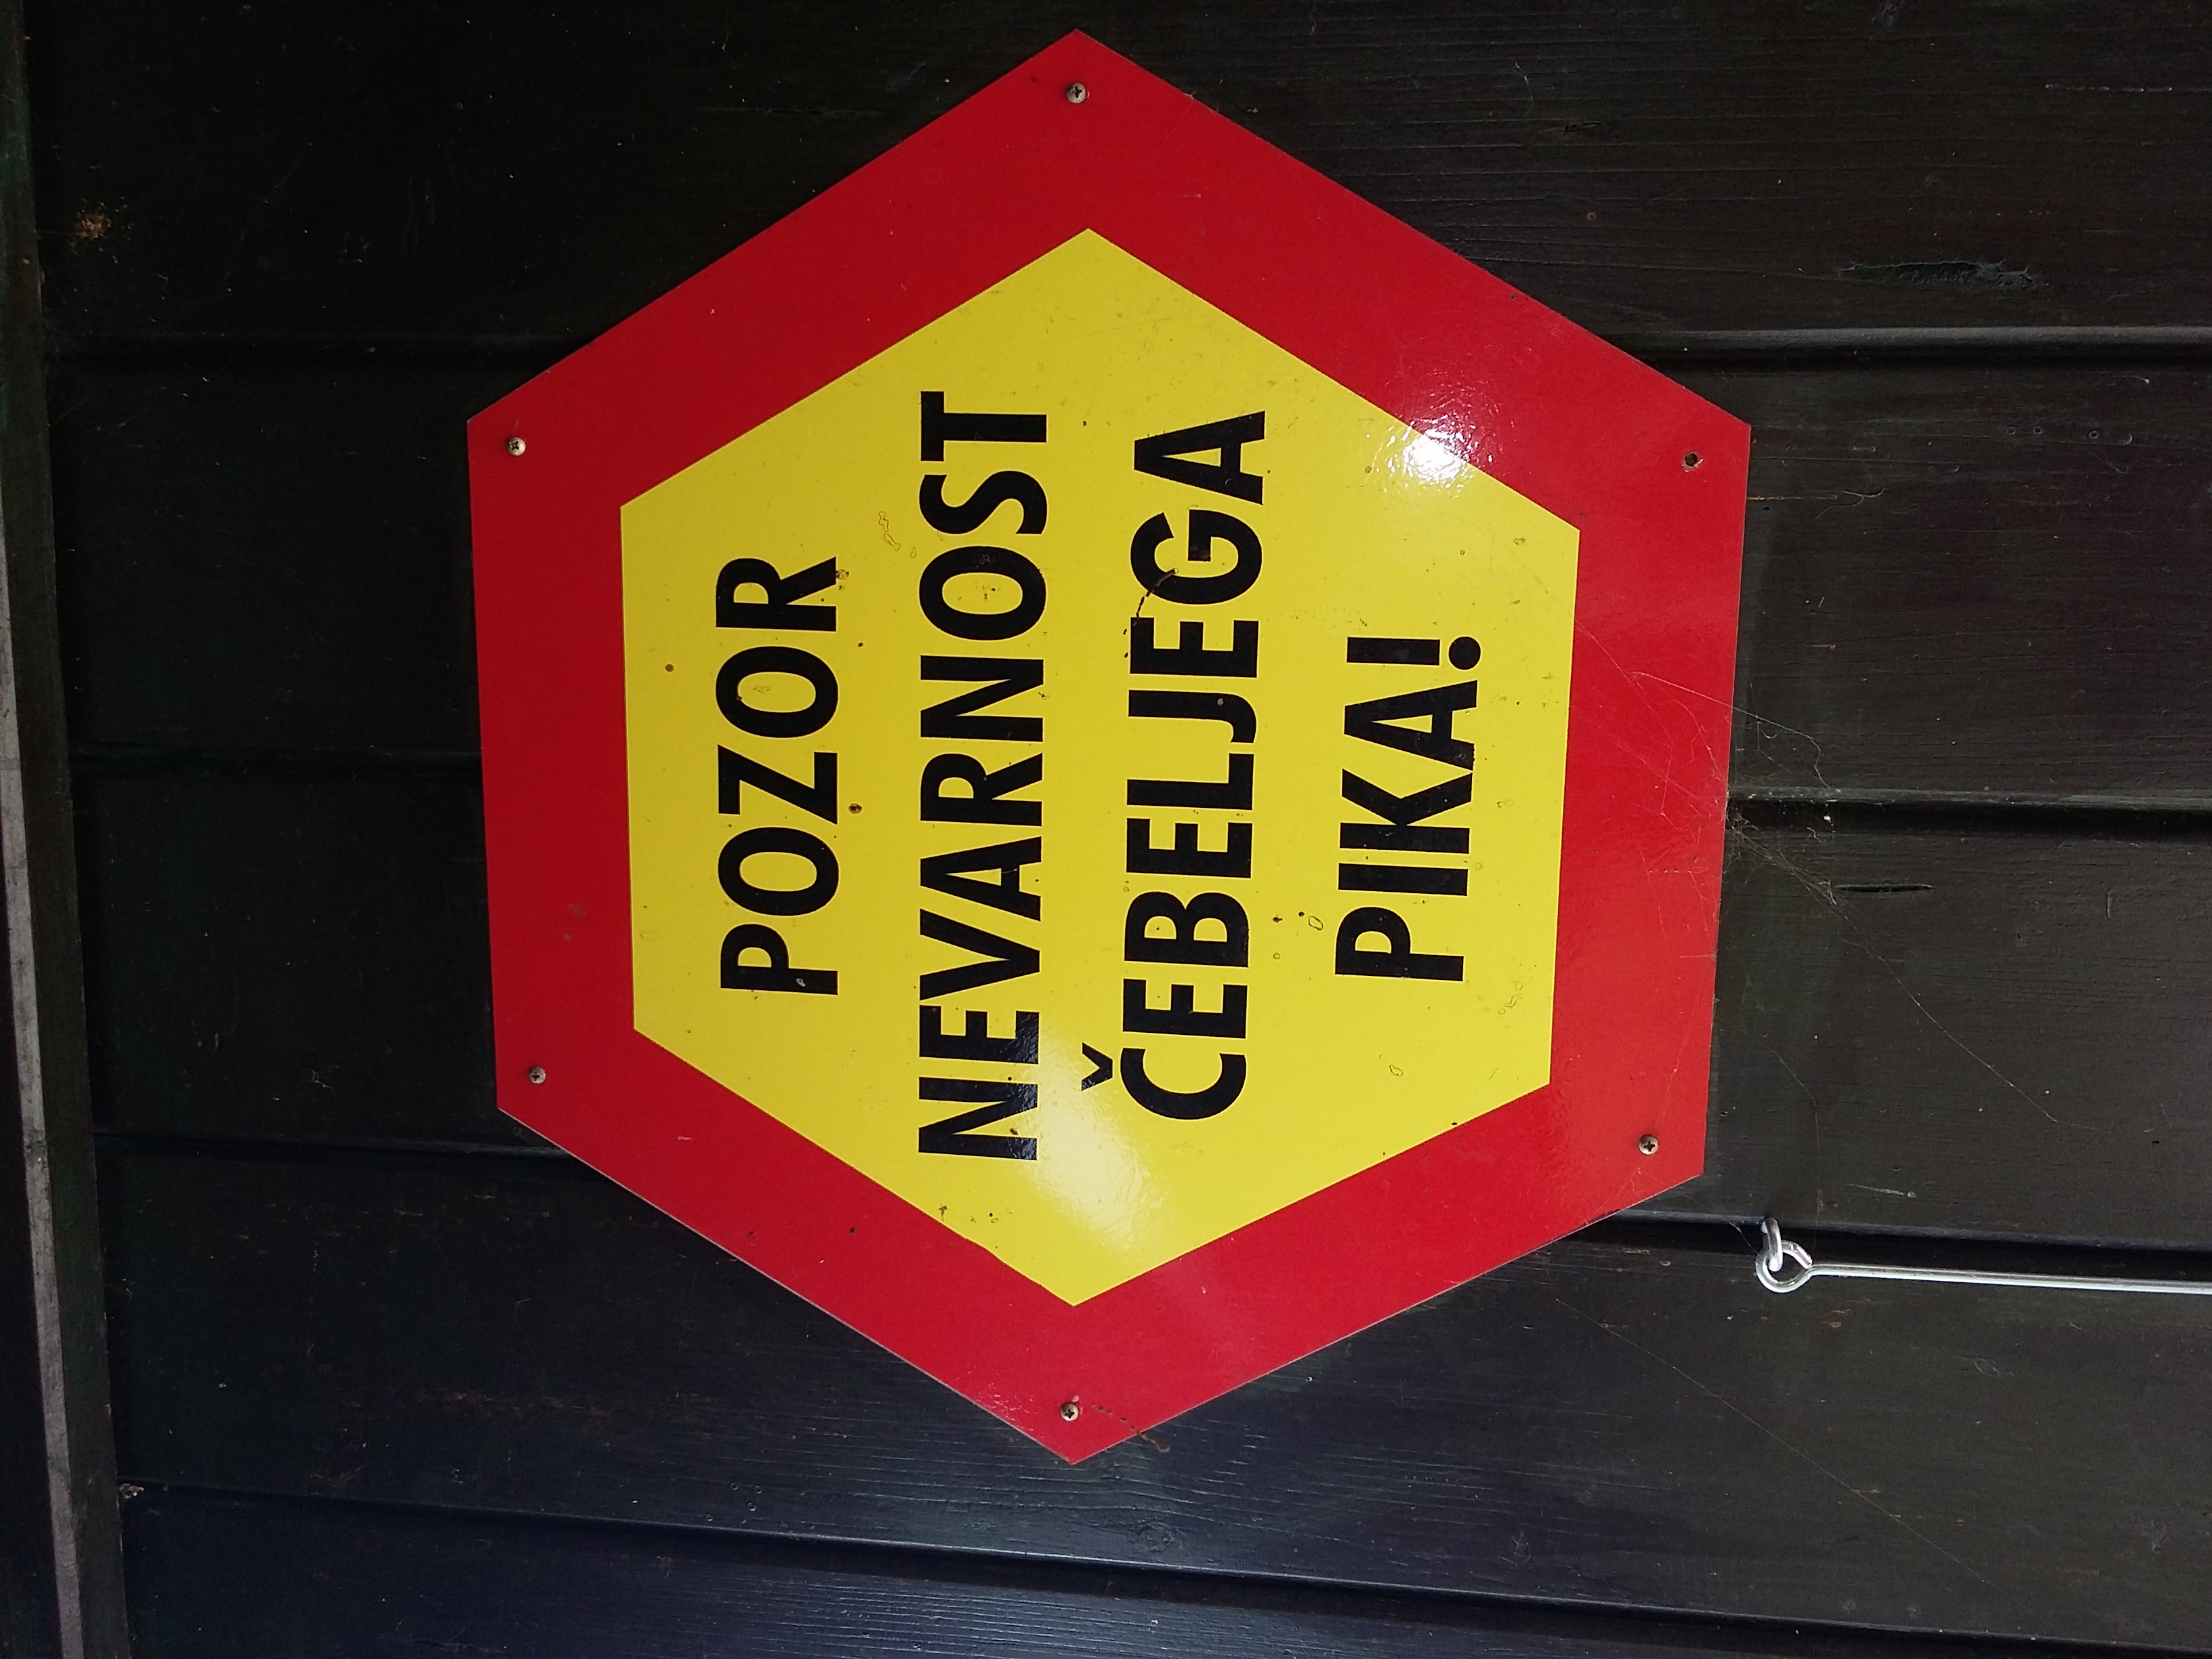 POZOR
NEVARNOST
ČEBELJEGA
PIKA!